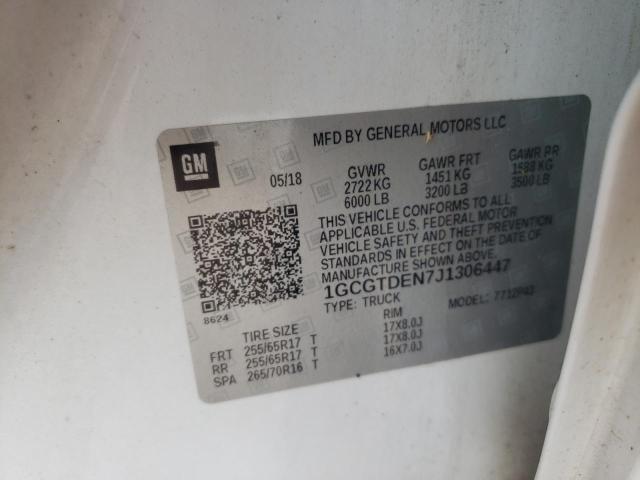 MFD BY GENERAL MOTORS LLC
GM
05/18
GVWR GAWR FRT GAWR RR
2722 KG 1451 KG 1588 KG
6000 LB 3200 LB 3500 LB
THIS VEHICLE CONFORMS TO ALL
APPLICABLE U.S. FEDERAL MOTOR
VEHICLE SAFETY AND THEFT PREVENTION
STANDARDS IN EFFECT ON THE DATE OF
MANUFACTURE SHOWN ABOVE.
1GCGTDEN7J1306447
TYPE: TRUCK MODEL: 7712P43
8624
TIRE SIZE RIM
FRT 255/65R17 T 17X8.0J
RR 255/65R17 T 17X8.0J
SPA 265/70R16 T 16X7.0J